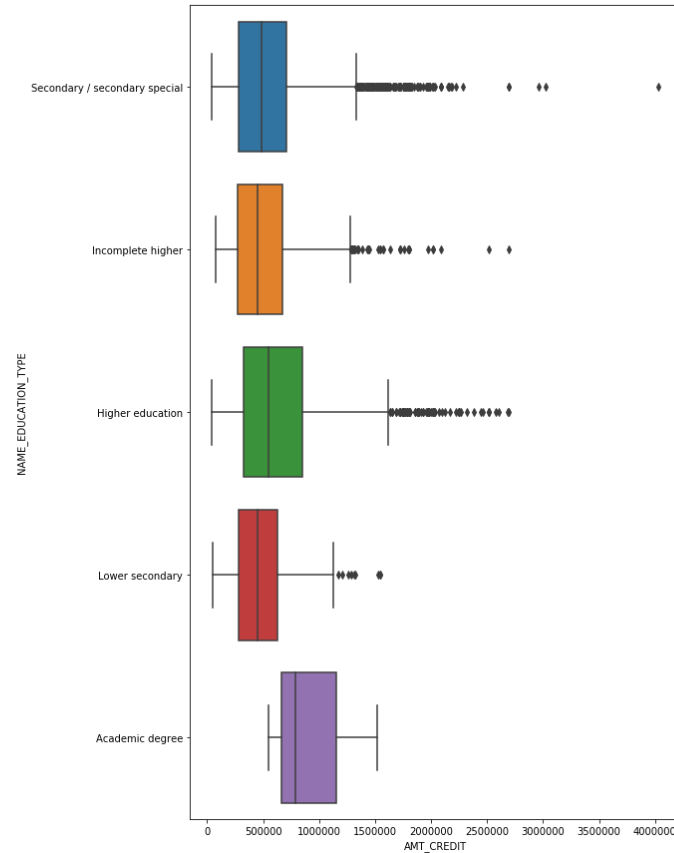 Secondary / secondary special
Incomplete higher
NAME_EDUCATION_TYPE
Higher education
Lower secondary
Academic degree
0 500000 1000000 1500000 2000000 2500000 3000000 3500000 4000000
AMT_CREDIT